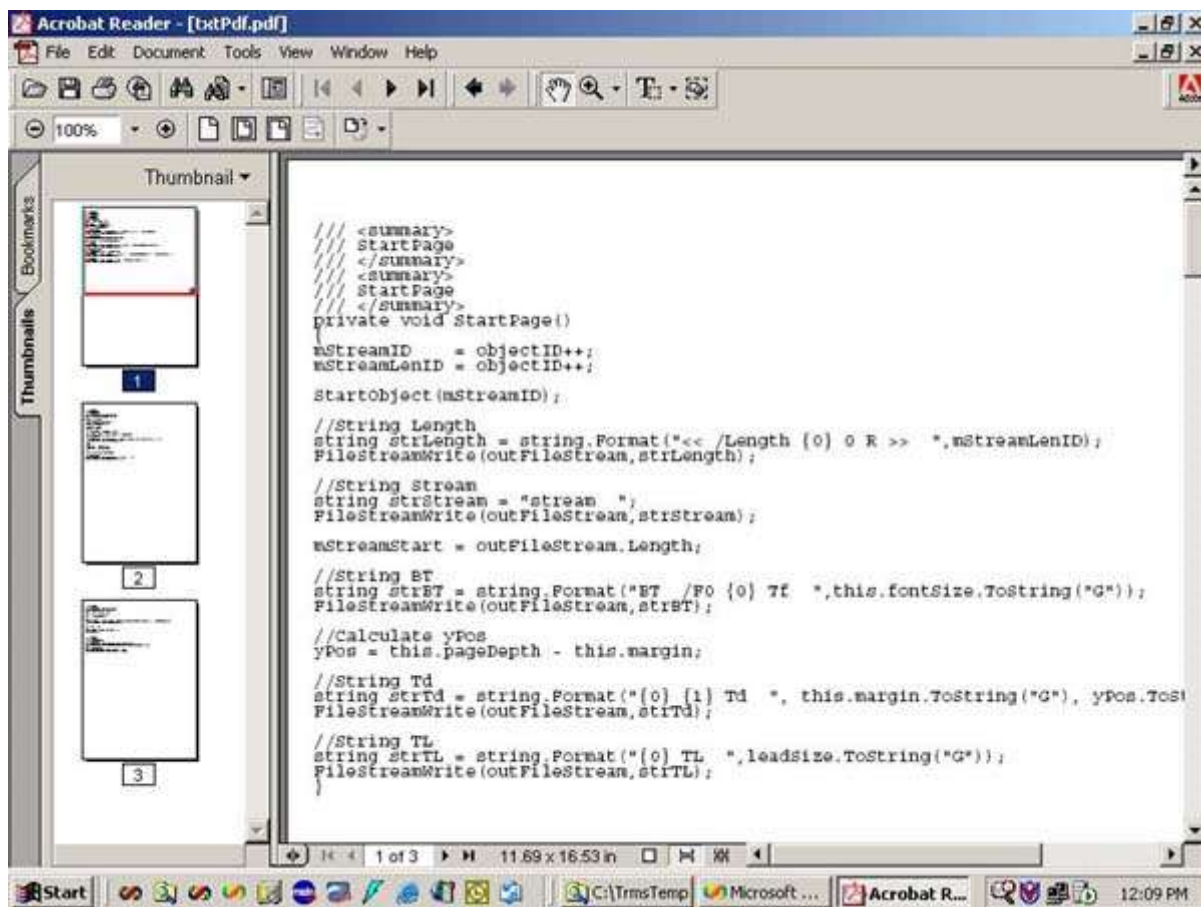 Acrobat Reader - [txtPdf.pdf]
File Edit Document Tools View Window Help
100%
Bookmarks
Thumbnails
Thumbnail
1
2
3
/// <summary>
/// StartPage
/// </summary>
/// <summary>
/// StartPage
/// </summary>
private void StartPage()
{
mStreamID    = objectID++;
mStreamLenID = objectID++;
StartObject(mStreamID);
//String Length
string strLength = string.Format("<< /Length {0} 0 R >>  ",mStreamLenID);
FileStreamWrite(outFileStream,strLength);
//String Stream
string strStream = "stream  ";
FileStreamWrite(outFileStream,strStream);
mStreamStart = outFileStream.Length;
//String BT
string strBT = string.Format("BT  /F0 {0} Tf  ",this.fontSize.ToString("G"));
FileStreamWrite(outFileStream,strBT);
//Calculate yPos
yPos = this.pageDepth - this.margin;
//String Td
string strTd = string.Format("{0} {1} Td  ", this.margin.ToString("G"), yPos.ToSt
FileStreamWrite(outFileStream,strTd);
//String TL
string strTL = string.Format("{0} TL  ",leadSize.ToString("G"));
FileStreamWrite(outFileStream,strTL);
}
1 of 3 11.69 x 16.53 in
Start C:\TrmsTemp Microsoft ... Acrobat R... 12:09 PM